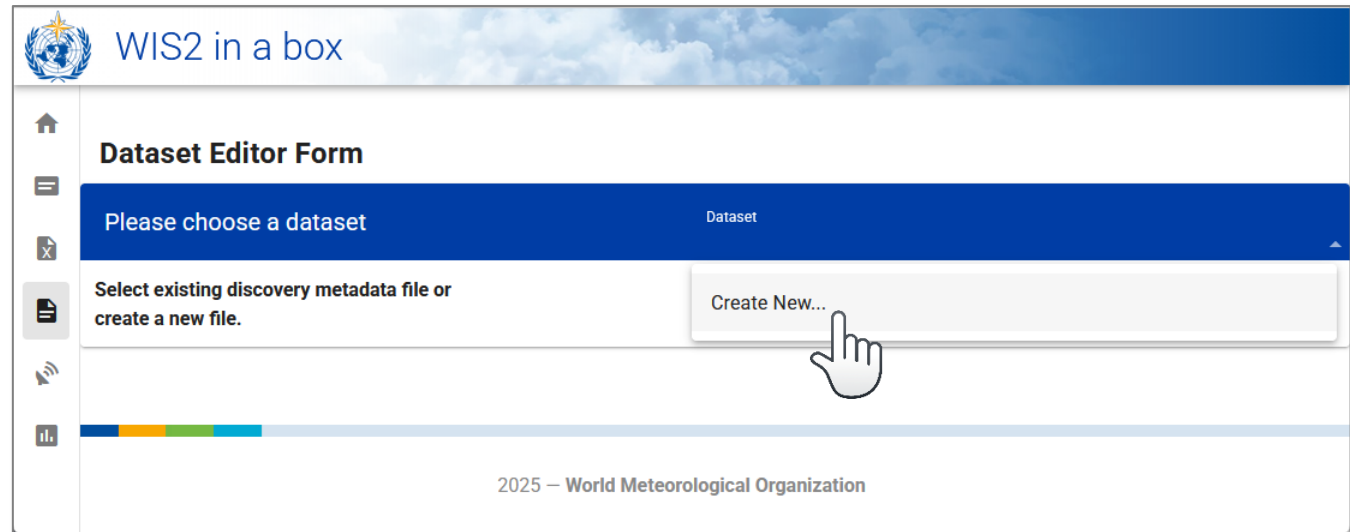 WIS2 in a box
Dataset Editor Form
Please choose a dataset
Dataset
Select existing discovery metadata file or
create a new file.
Create New...
2025 — World Meteorological Organization